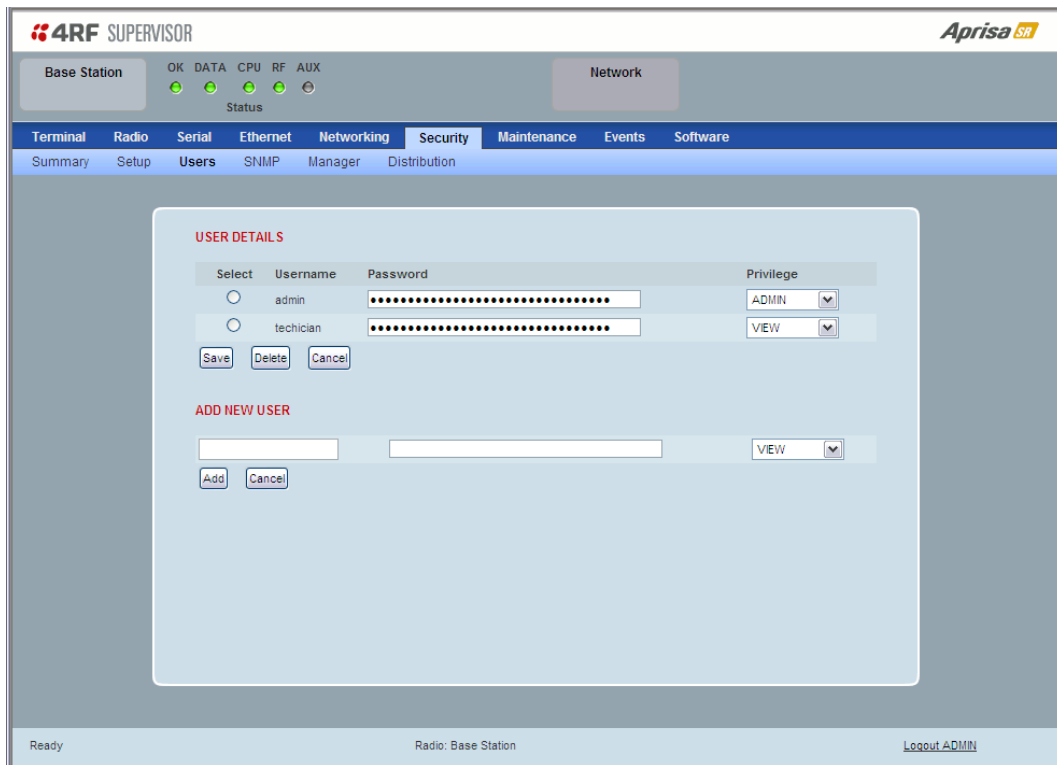 4RF SUPERVISOR
Aprisa SR
Base Station
OK DATA CPU RF AUX
Status
Network
Terminal Radio Serial Ethernet Networking Security Maintenance Events Software
Summary Setup Users SNMP Manager Distribution
USER DETAILS
Select Username Password Privilege
admin ADMIN
techician VIEW
Save Delete Cancel
ADD NEW USER
VIEW
Add Cancel
Ready Radio: Base Station Logout ADMIN